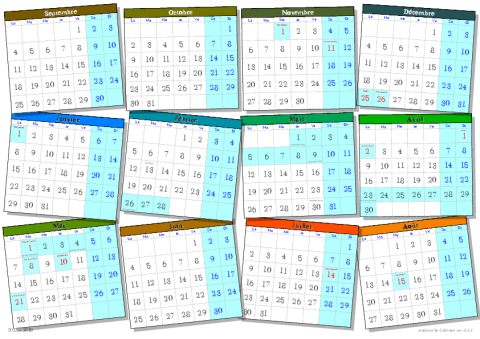 Septembre
Lu Ma Me Je Ve Sa Di
1 2 3
4 5 6 7 8 9 10
11 12 13 14 15 16 17
18 19 20 21 22 23 24
25 26 27 28 29 30
Octobre
Lu Ma Me Je Ve Sa Di
1
2 3 4 5 6 7 8
9 10 11 12 13 14 15
16 17 18 19 20 21 22
23 24 25 26 27 28 29
30 31
Novembre
Lu Ma Me Je Ve Sa Di
1 2 3 4 5
6 7 8 9 10 11 12
13 14 15 16 17 18 19
20 21 22 23 24 25 26
27 28 29 30
Décembre
Lu Ma Me Je Ve Sa Di
1 2 3
4 5 6 7 8 9 10
11 12 13 14 15 16 17
18 19 20 21 22 23 24
25 26 27 28 29 30 31
Janvier
Lu Ma Me Je Ve Sa Di
1 2 3 4 5 6 7
8 9 10 11 12 13 14
15 16 17 18 19 20 21
22 23 24 25 26 27 28
29 30 31
Février
Lu Ma Me Je Ve Sa Di
1 2 3 4
5 6 7 8 9 10 11
12 13 14 15 16 17 18
19 20 21 22 23 24 25
26 27 28
Mars
Lu Ma Me Je Ve Sa Di
1 2 3 4
5 6 7 8 9 10 11
12 13 14 15 16 17 18
19 20 21 22 23 24 25
26 27 28 29 30 31
Avril
Lu Ma Me Je Ve Sa Di
1
2 3 4 5 6 7 8
9 10 11 12 13 14 15
16 17 18 19 20 21 22
23 24 25 26 27 28 29
30
Mai
Lu Ma Me Je Ve Sa Di
1 2 3 4 5 6
7 8 9 10 11 12 13
14 15 16 17 18 19 20
21 22 23 24 25 26 27
28 29 30 31
Juin
Lu Ma Me Je Ve Sa Di
1 2 3
4 5 6 7 8 9 10
11 12 13 14 15 16 17
18 19 20 21 22 23 24
25 26 27 28 29 30
Juillet
Lu Ma Me Je Ve Sa Di
1
2 3 4 5 6 7 8
9 10 11 12 13 14 15
16 17 18 19 20 21 22
23 24 25 26 27 28 29
30 31
Août
Lu Ma Me Je Ve Sa Di
1 2 3 4 5
6 7 8 9 10 11 12
13 14 15 16 17 18 19
20 21 22 23 24 25 26
27 28 29 30 31